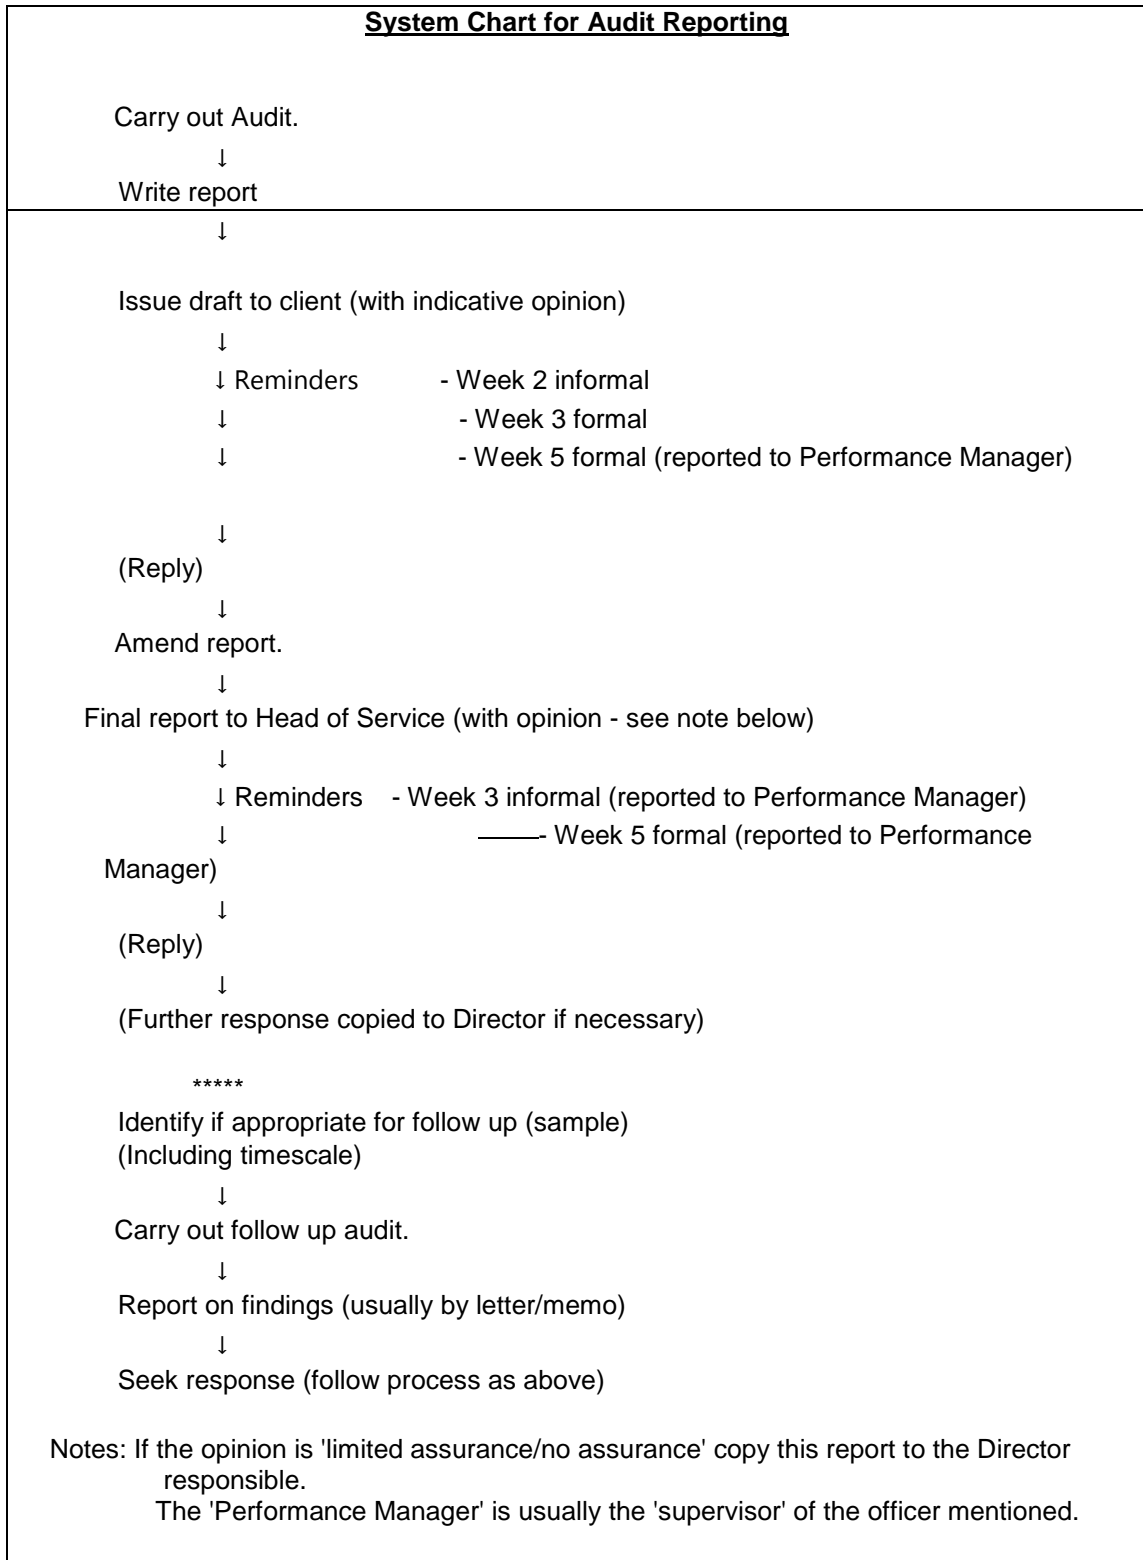 System Chart for Audit Reporting
Carry out Audit.
↓
Write report
↓
Issue draft to client (with indicative opinion)
↓
↓ Reminders - Week 2 informal
↓ - Week 3 formal
↓ - Week 5 formal (reported to Performance Manager)
↓
(Reply)
↓
Amend report.
↓
Final report to Head of Service (with opinion - see note below)
↓
↓ Reminders - Week 3 informal (reported to Performance Manager)
↓ - Week 5 formal (reported to Performance
Manager)
↓
(Reply)
↓
(Further response copied to Director if necessary)
*****
Identify if appropriate for follow up (sample)
(Including timescale)
↓
Carry out follow up audit.
↓
Report on findings (usually by letter/memo)
↓
Seek response (follow process as above)
Notes: If the opinion is 'limited assurance/no assurance' copy this report to the Director
responsible.
The 'Performance Manager' is usually the 'supervisor' of the officer mentioned.